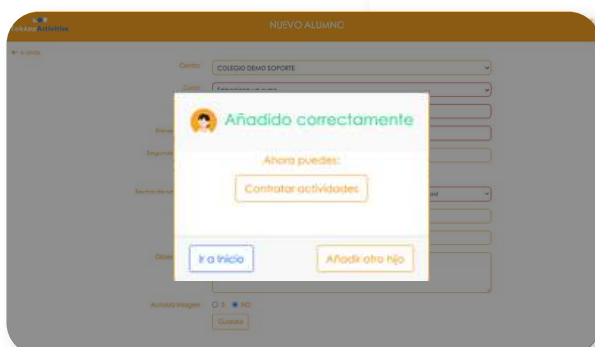 NUEVO ALUMNO
Centro:
COLEGIO DEMO SOPORTE
Curso:
Añadido correctamente
Ahora puedes:
Contratar actividades
Ir a Inicio
Añadir otro hijo
Autoriza Imagen:
NO
Guardar